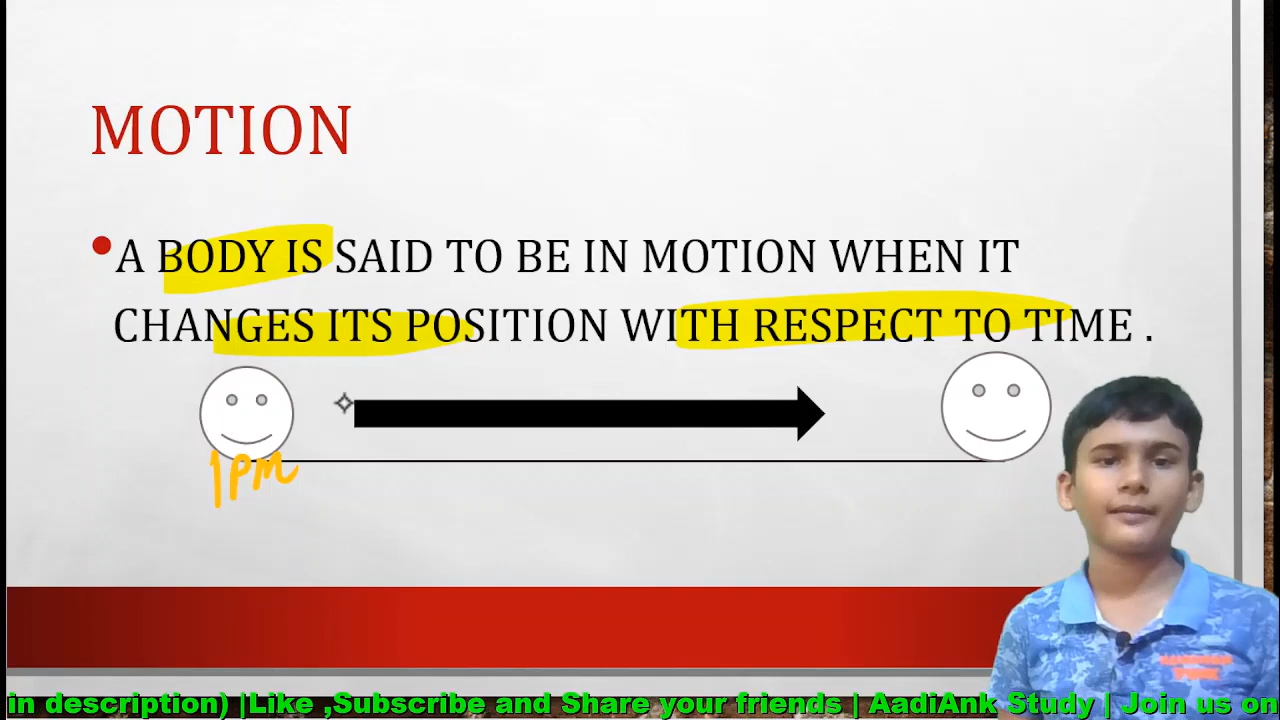 MOTION
A BODY IS SAID TO BE IN MOTION WHEN IT
CHANGES ITS POSITION WITH RESPECT TO TIME .
1PM
in description) |Like ,Subscribe and Share your friends | AadiAnk Study | Join us on